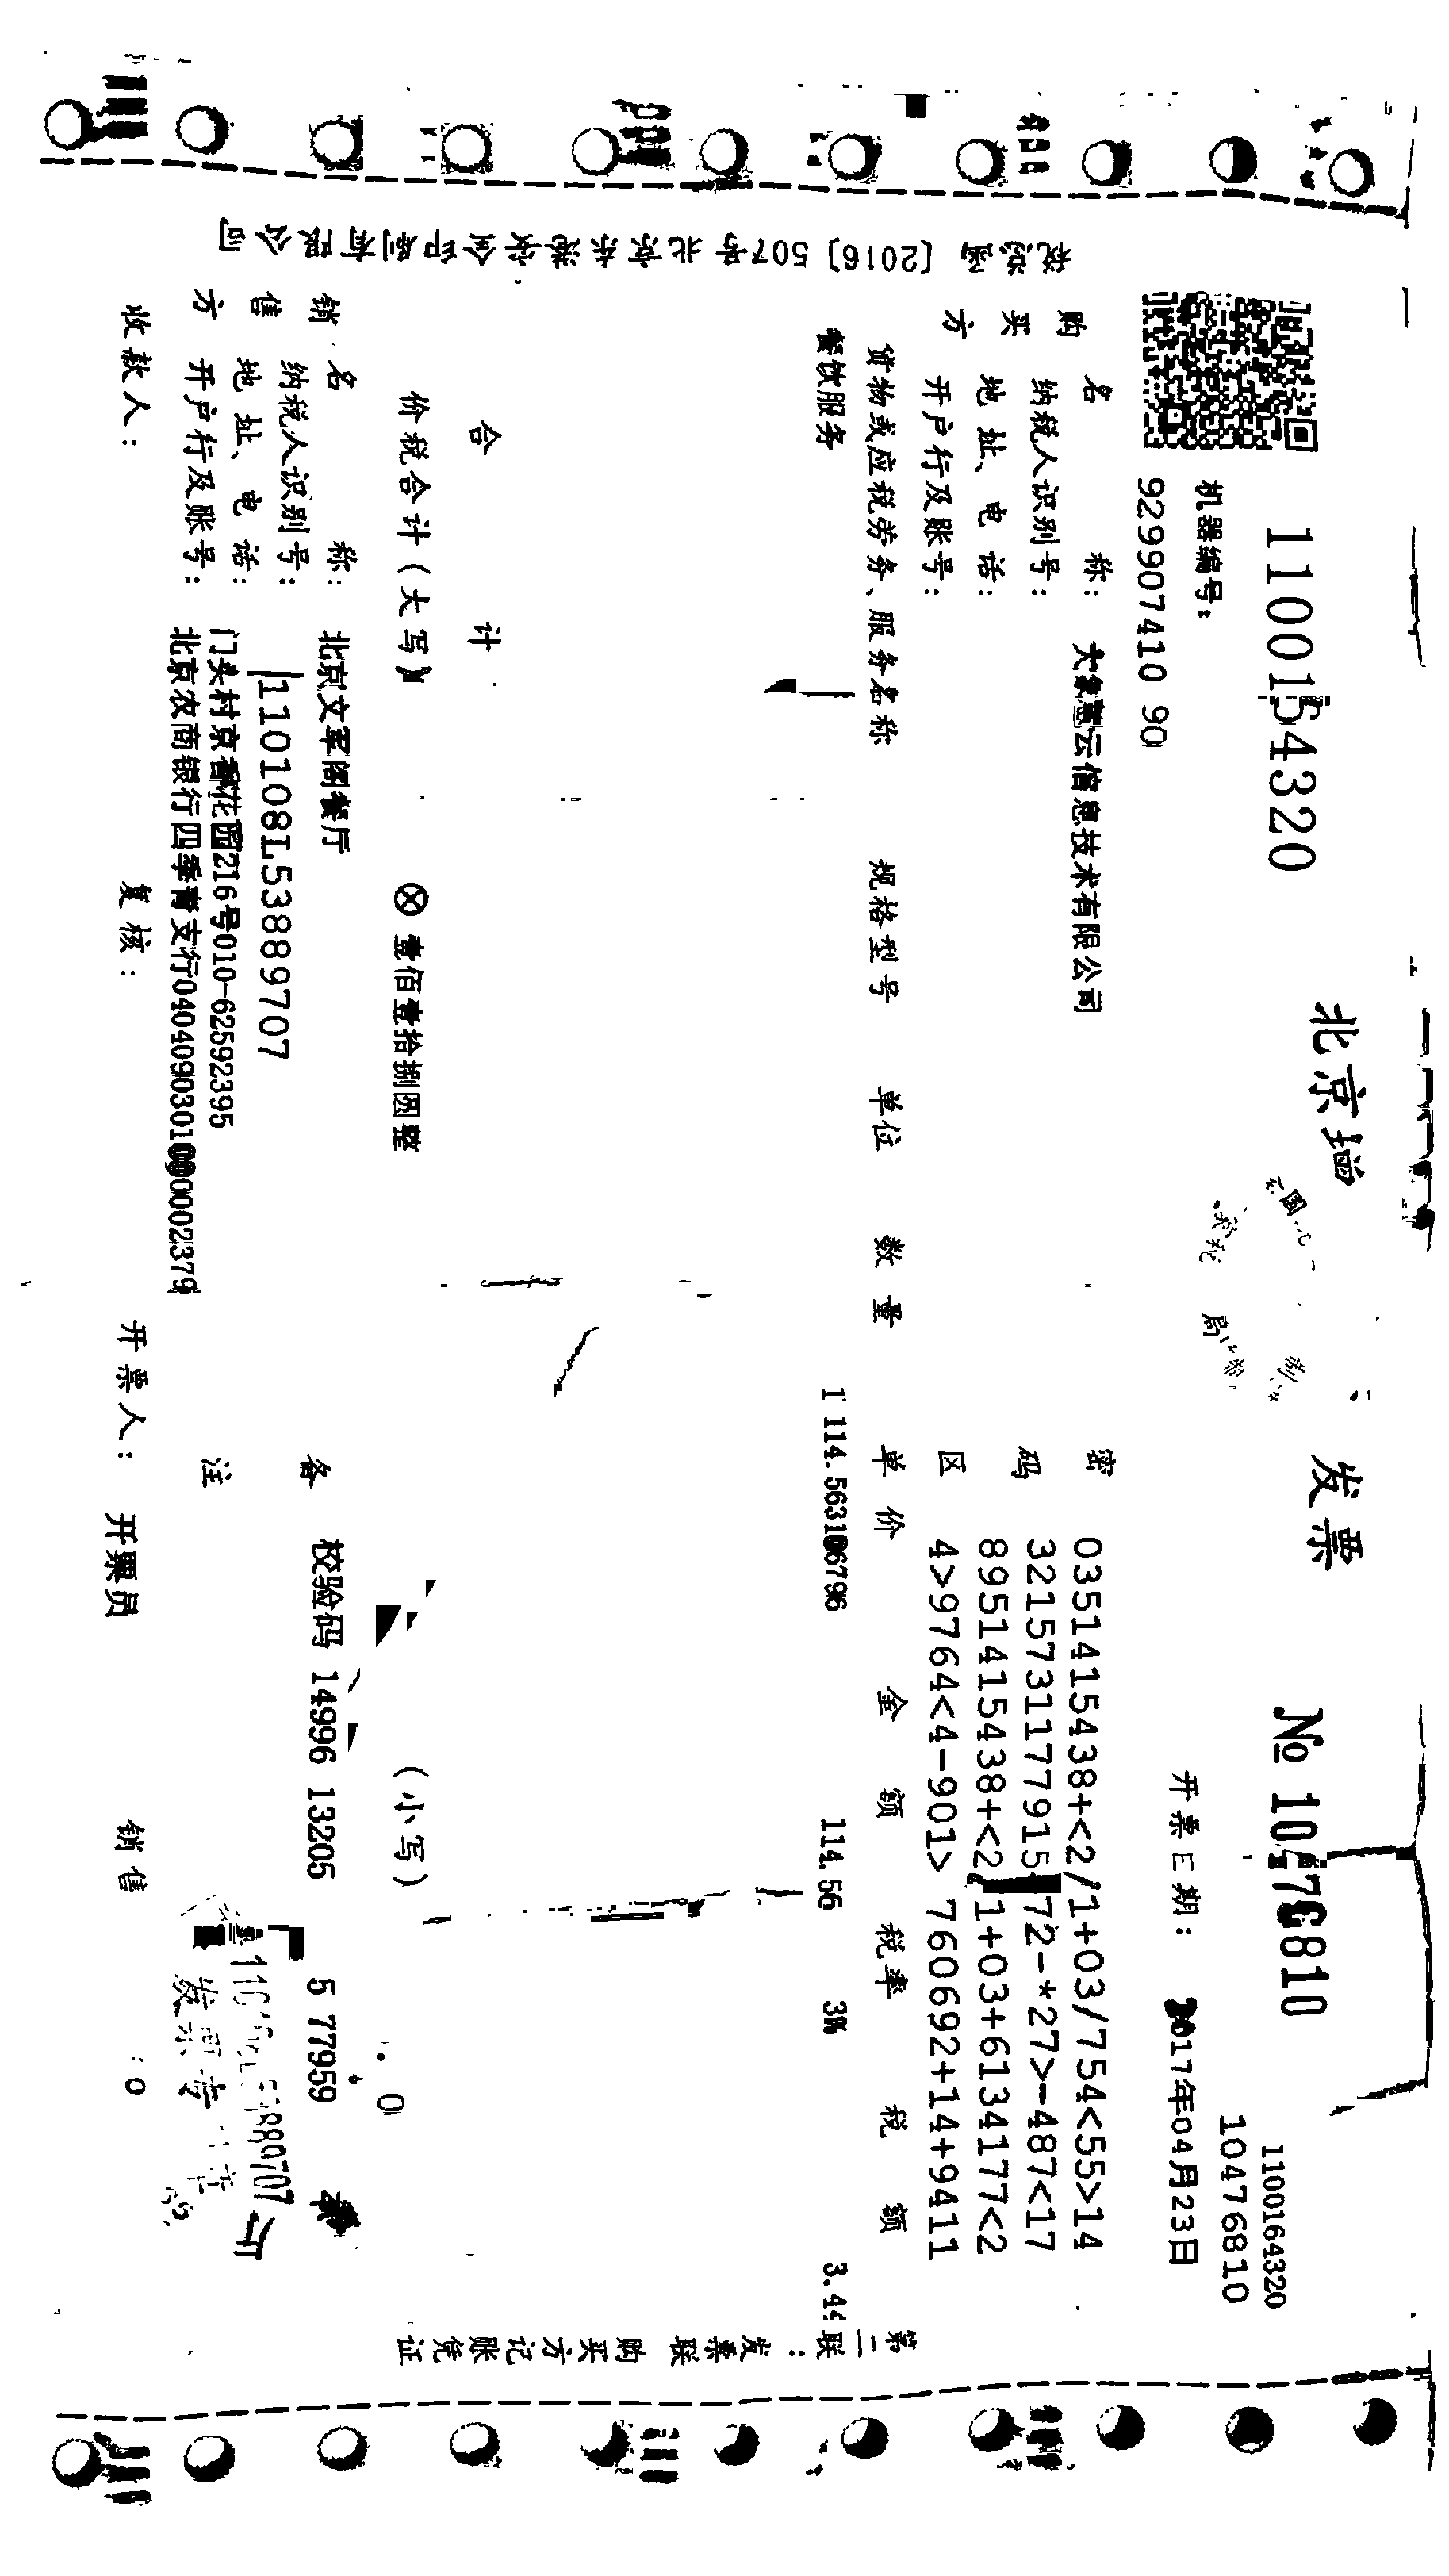 1100154320
北京增
发票
№ 10476810
1100164320
10476810
机器编号:
929907410 90
开票日期: 2017年04月23日
购买方
名称: 大象慧云信息技术有限公司
纳税人识别号:
地址、电话:
开户行及账号:
密码区
03514154 38+<2/1+03/754<55>14
3215731177915 72-*27>-487<17
8951415438+<2/1+03+6134177<2
4>9764<4-901> 760692+14+9411
货物或应税劳务、服务名称 规格型号 单位 数量 单价 金额 税率 税额
餐饮服务 1 114.563106796 114.56 3% 3.44
合计
价税合计(大写) ⊗ 壹佰壹拾捌圆整 (小写)
销售方
名称: 北京文军阁餐厅
纳税人识别号: 110108L53889707
地址、电话: 门头村京香花园216号010-62592395
开户行及账号: 北京农商银行四季青支行0404090301000002379
备注
校验码 14996 13205 5 77959
收款人: 复核: 开票人: 开票员 销售
税总函〔2016〕507号北京东港安全印刷有限公司
第二联:发票联 购买方记账凭证